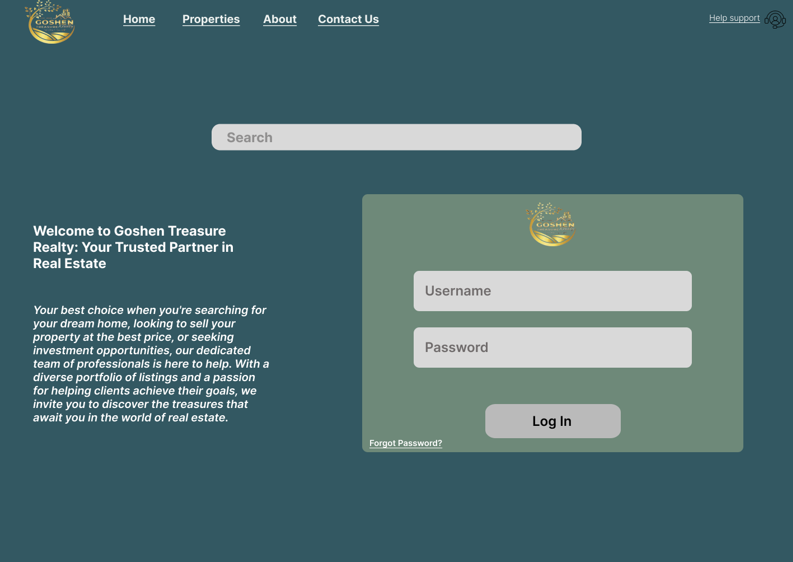 GOSHEN
Home Properties About Contact Us
Help support
Search
Welcome to Goshen Treasure
Realty: Your Trusted Partner in
Real Estate
Your best choice when you're searching for
your dream home, looking to sell your
property at the best price, or seeking
investment opportunities, our dedicated
team of professionals is here to help. With a
diverse portfolio of listings and a passion
for helping clients achieve their goals, we
invite you to discover the treasures that
await you in the world of real estate.
GOSHEN
Username
Password
Log In
Forgot Password?